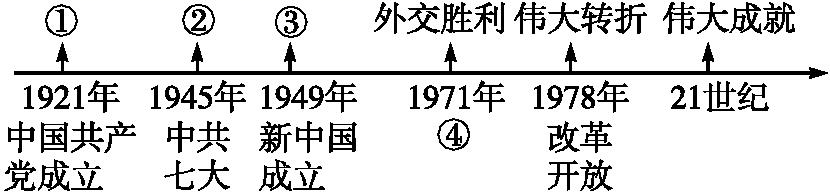 ① ② ③ 外交胜利 伟大转折 伟大成就
1921年 1945年 1949年 1971年 1978年 21世纪
中国共产 中共 新中国 ④ 改革
党成立 七大 成立 开放